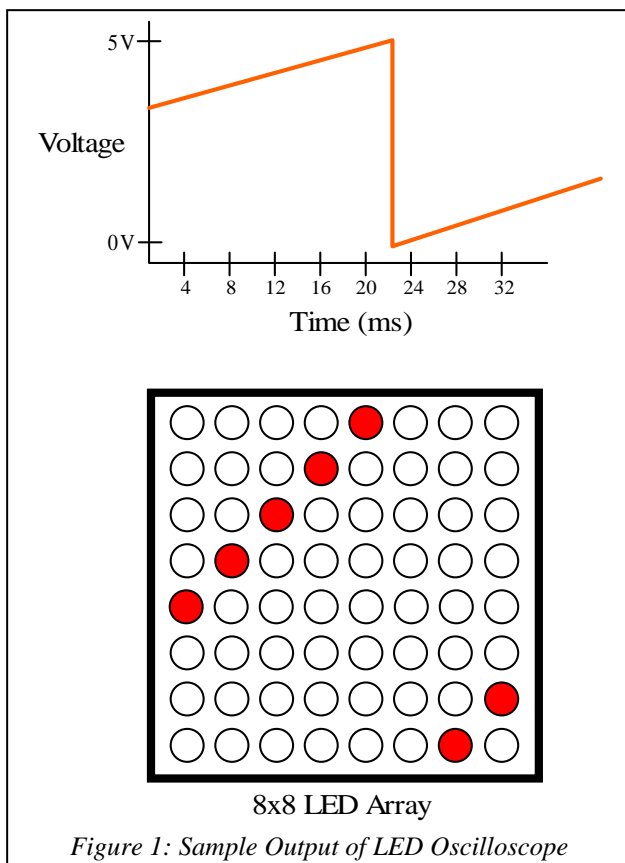 5V
Voltage
0V
4 8 12 16 20 24 28 32
Time (ms)
8x8 LED Array
Figure 1: Sample Output of LED Oscilloscope